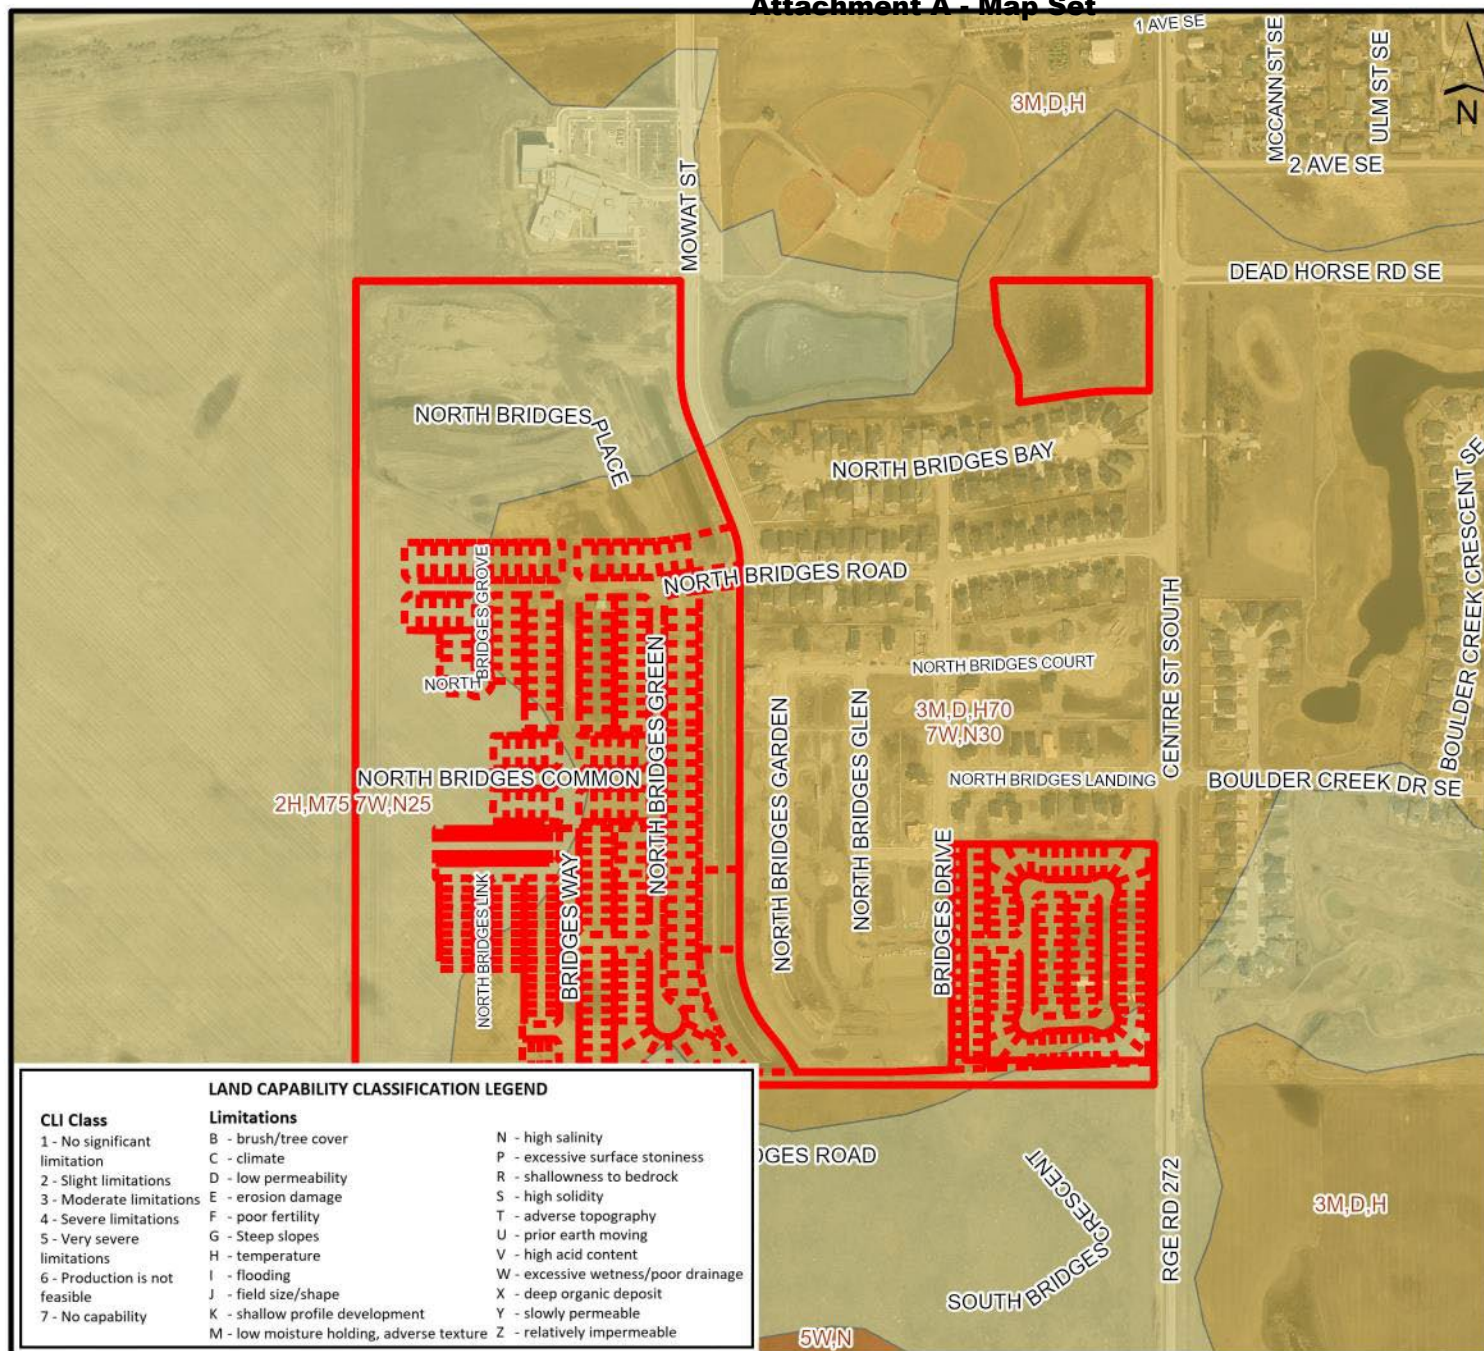 Attachment A - Map Set
1 AVE SE
MCCANN ST SE
ULM ST SE
N
3M,D,H
2 AVE SE
MOWAT ST
DEAD HORSE RD SE
NORTH BRIDGES
PLACE
NORTH BRIDGES BAY
BOULDER CREEK CRESCENT SE
NORTH BRIDGES ROAD
BRIDGES GROVE
NORTH
NORTH BRIDGES GREEN
NORTH BRIDGES COURT
CENTRE ST SOUTH
NORTH BRIDGES GARDEN
NORTH BRIDGES GLEN
3M,D,H70
7W,N30
NORTH BRIDGES COMMON
NORTH BRIDGES LANDING
BOULDER CREEK DR SE
2H,M75 7W,N25
NORTH BRIDGES LINK
BRIDGES WAY
BRIDGES DRIVE
LAND CAPABILITY CLASSIFICATION LEGEND
CLI Class
1 - No significant
limitation
2 - Slight limitations
3 - Moderate limitations
4 - Severe limitations
5 - Very severe
limitations
6 - Production is not
feasible
7 - No capability
Limitations
B - brush/tree cover
C - climate
D - low permeability
E - erosion damage
F - poor fertility
G - Steep slopes
H - temperature
I - flooding
J - field size/shape
K - shallow profile development
M - low moisture holding, adverse texture
N - high salinity
P - excessive surface stoniness
R - shallowness to bedrock
S - high solidity
T - adverse topography
U - prior earth moving
V - high acid content
W - excessive wetness/poor drainage
X - deep organic deposit
Y - slowly permeable
Z - relatively impermeable
DGES ROAD
CRESCENT
SOUTH BRIDGES
RGE RD 272
3M,D,H
5W,N